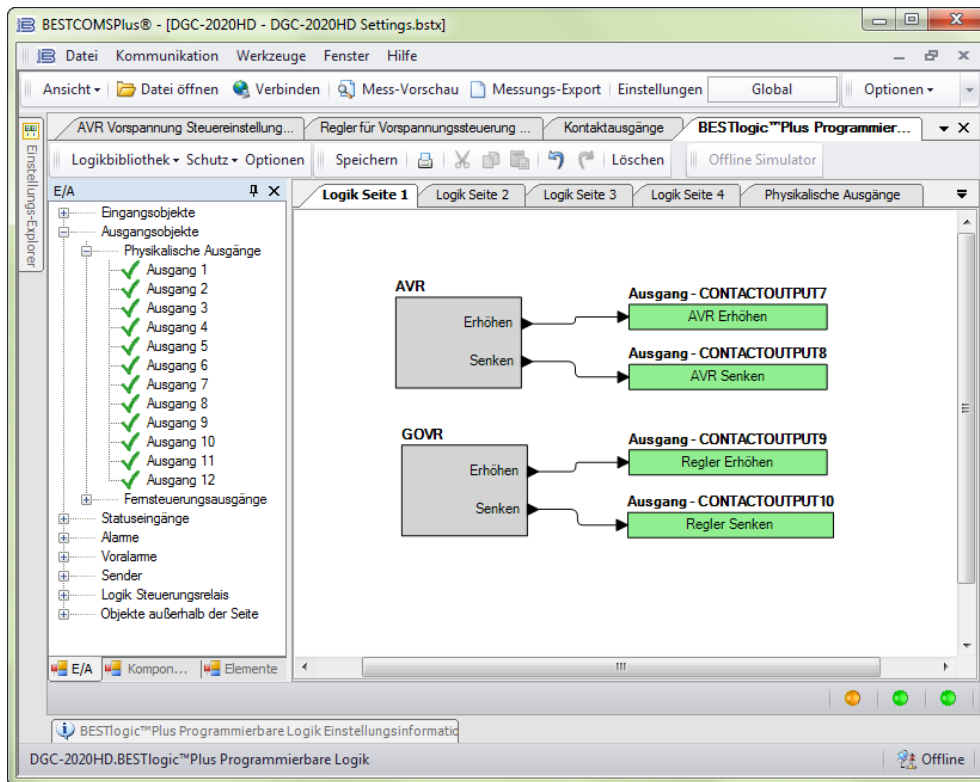 BESTCOMSPlus® - [DGC-2020HD - DGC-2020HD Settings.bstx]
Datei Kommunikation Werkzeuge Fenster Hilfe
Ansicht Datei öffnen Verbinden Mess-Vorschau Messungs-Export Einstellungen Global Optionen
AVR Vorspannung Steuereinstellung... Regler für Vorspannungssteuerung ... Kontaktausgänge BESTlogic™Plus Programmier...
Einstellungs-Explorer
Logikbibliothek Schutz Optionen Speichern Löschen Offline Simulator
E/A
Logik Seite 1 Logik Seite 2 Logik Seite 3 Logik Seite 4 Physikalische Ausgänge
Eingangsobjekte
Ausgangsobjekte
Physikalische Ausgänge
Ausgang 1
Ausgang 2
Ausgang 3
Ausgang 4
Ausgang 5
Ausgang 6
Ausgang 7
Ausgang 8
Ausgang 9
Ausgang 10
Ausgang 11
Ausgang 12
Fernsteuerungsausgänge
Statuseingänge
Alarme
Voralarme
Sender
Logik Steuerungsrelais
Objekte außerhalb der Seite
E/A Kompon... Elemente
AVR
Erhöhen
Senken
Ausgang - CONTACTOUTPUT7
AVR Erhöhen
Ausgang - CONTACTOUTPUT8
AVR Senken
GOVR
Erhöhen
Senken
Ausgang - CONTACTOUTPUT9
Regler Erhöhen
Ausgang - CONTACTOUTPUT10
Regler Senken
BESTlogic™Plus Programmierbare Logik Einstellungsinformatio
DGC-2020HD.BESTlogic™Plus Programmierbare Logik
Offline